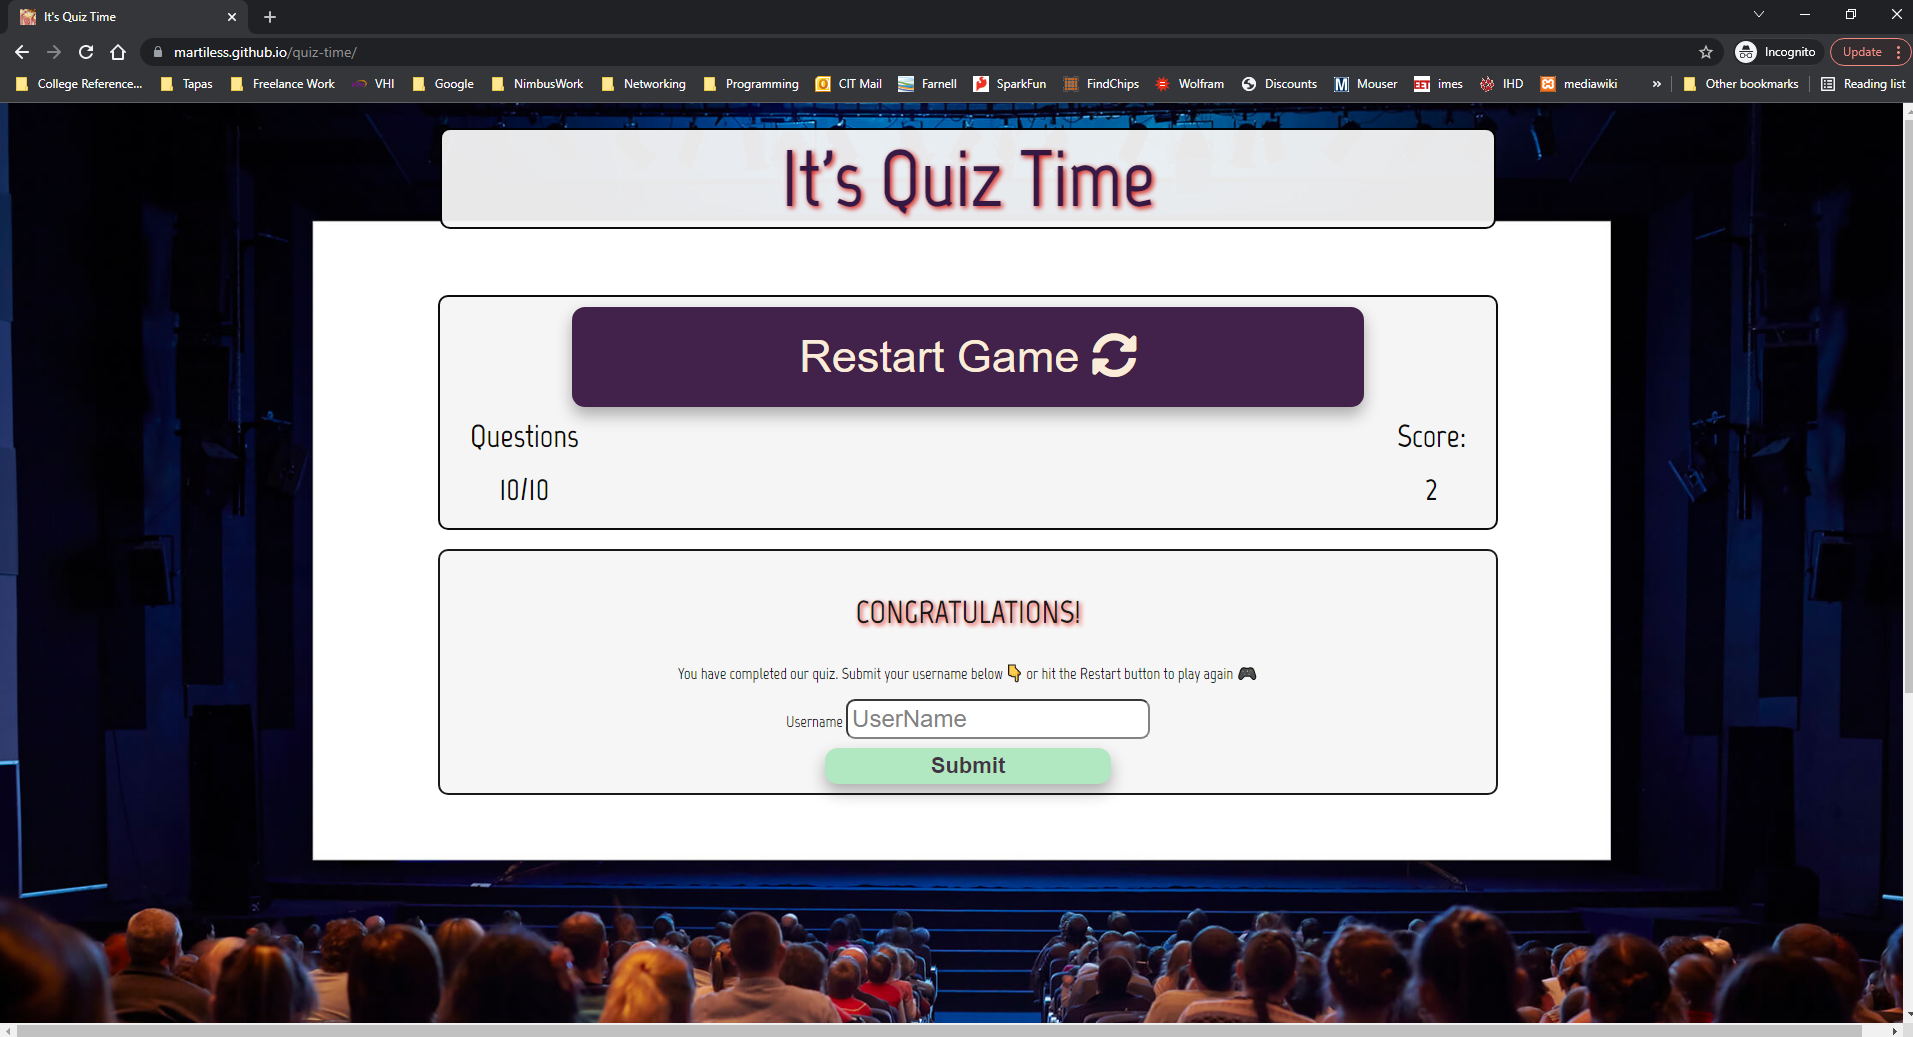 It's Quiz Time
martiless.github.io/quiz-time/
Incognito
Update
College Reference...
Tapas
Freelance Work
VHI
Google
NimbusWork
Networking
Programming
CIT Mail
Farnell
SparkFun
FindChips
Wolfram
Discounts
M
Mouser
EET
imes
IHD
mediawiki
»
Other bookmarks
Reading list
It's Quiz Time
Restart Game
Questions
Score:
10/10
2
CONGRATULATIONS!
You have completed our quiz. Submit your username below 👇 or hit the Restart button to play again 🎮
Username UserName
Submit